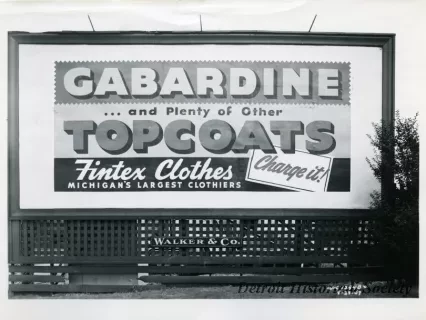 GABARDINE
... and Plenty of Other
TOPCOATS
Fintex Clothes
MICHIGAN'S LARGEST CLOTHIERS
Charge it!
WALKER & CO.
Detroit Historical Society